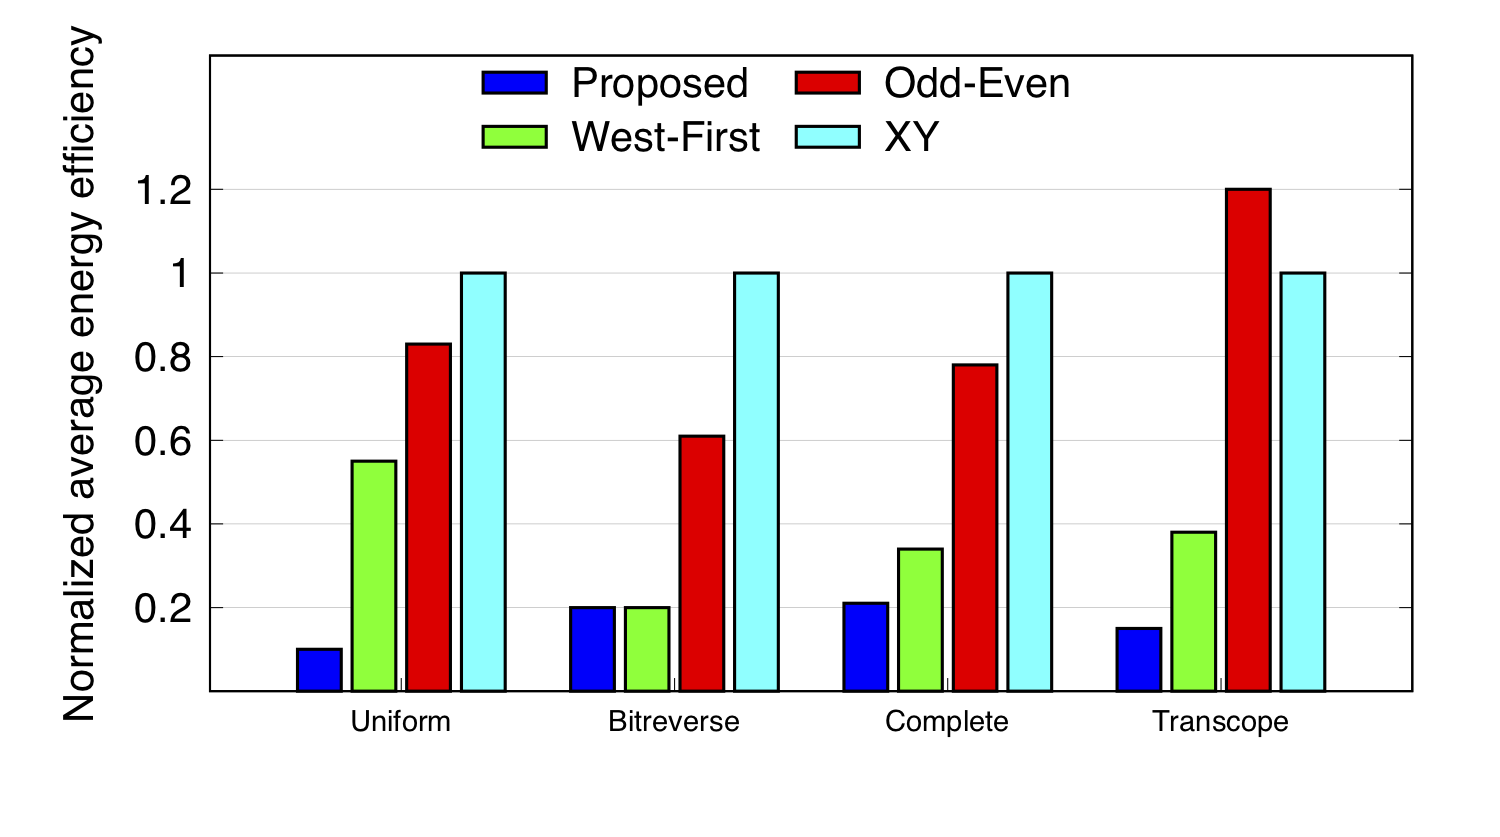 Normalized average energy efficiency
Proposed
Odd-Even
West-First
XY
1.2
1
0.8
0.6
0.4
0.2
Uniform
Bitreverse
Complete
Transcope